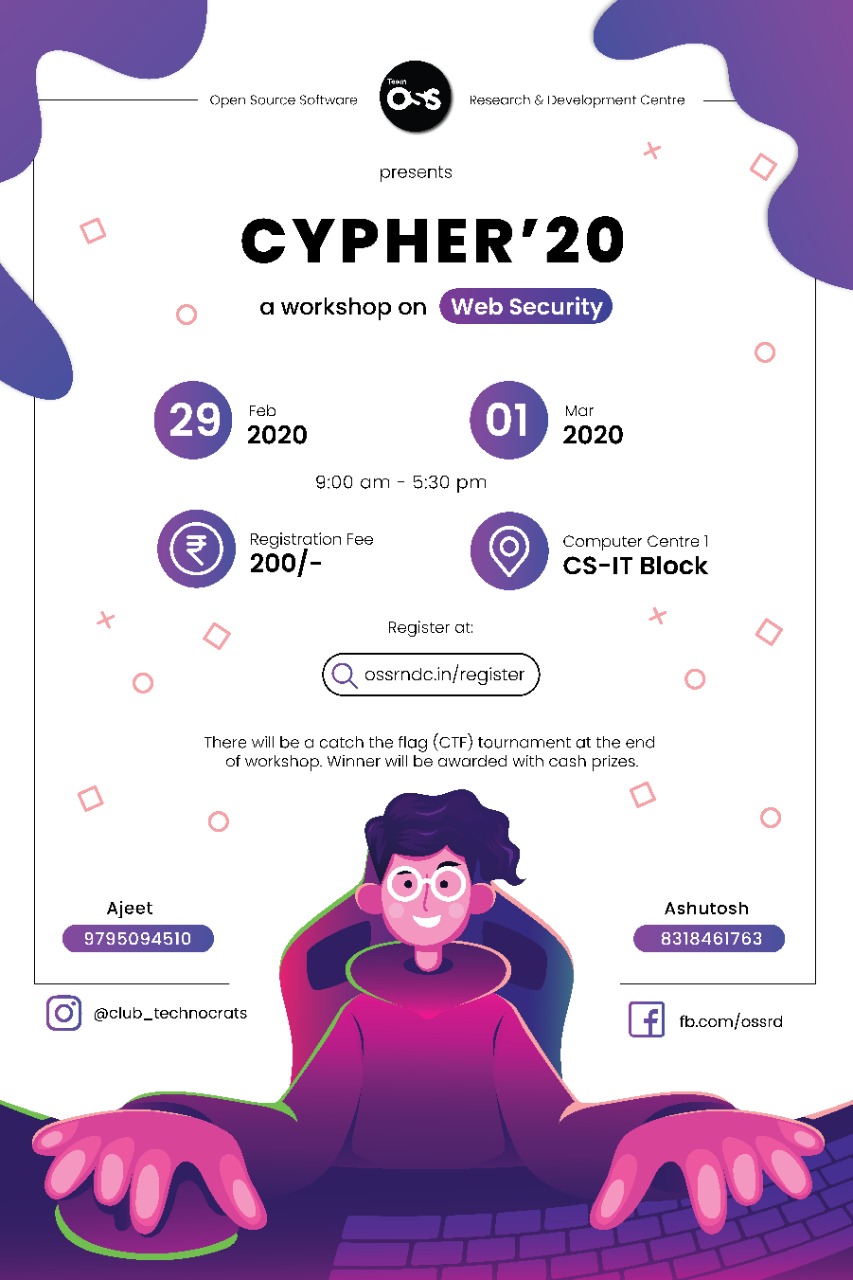 Open Source Software
Team
OSS
Research & Development Centre
presents
CYPHER’20
a workshop on Web Security
29 Feb 2020
01 Mar 2020
9:00 am - 5:30 pm
Registration Fee
200/-
Computer Centre 1
CS-IT Block
Register at:
ossrndc.in/register
There will be a catch the flag (CTF) tournament at the end
of workshop. Winner will be awarded with cash prizes.
Ajeet
9795094510
Ashutosh
8318461763
@club_technocrats
fb.com/ossrd